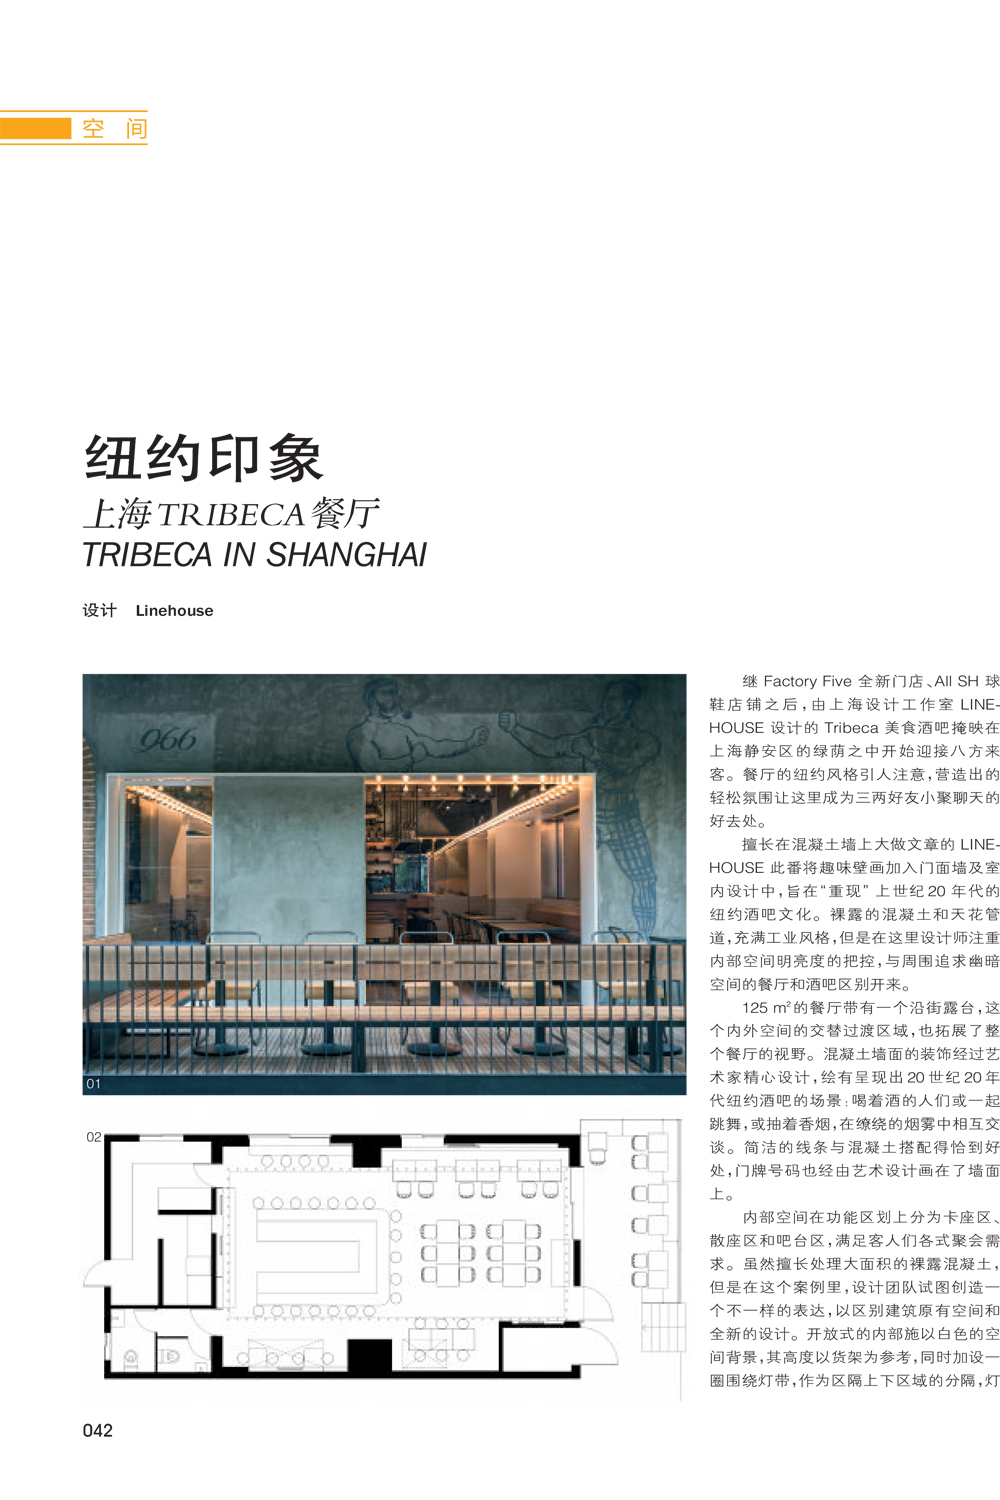 空 间
纽约印象
上海TRIBECA餐厅
TRIBECA IN SHANGHAI
设计 Linehouse
966
01
02
继 Factory Five 全新门店、All SH 球
鞋店铺之后，由上海设计工作室 LINE-
HOUSE 设计的 Tribeca 美食酒吧掩映在
上海静安区的绿荫之中开始迎接八方来
客。餐厅的纽约风格引人注意，营造出的
轻松氛围让这里成为三两好友小聚聊天的
好去处。
擅长在混凝土墙上大做文章的 LINE-
HOUSE 此番将趣味壁画加入门面墙及室
内设计中，旨在“重现”上世纪 20 年代的
纽约酒吧文化。裸露的混凝土和天花管
道，充满工业风格，但是在这里设计师注重
内部空间明亮度的把控，与周围追求幽暗
空间的餐厅和酒吧区别开来。
125 m²的餐厅带有一个沿街露台，这
个内外空间的交替过渡区域，也拓展了整
个餐厅的视野。混凝土墙面的装饰经过艺
术家精心设计，绘有呈现出 20 世纪 20 年
代纽约酒吧的场景：喝着酒的人们或一起
跳舞，或抽着香烟，在缭绕的烟雾中相互交
谈。简洁的线条与混凝土搭配得恰到好
处，门牌号码也经由艺术设计画在了墙面
上。
内部空间在功能区划上分为卡座区、
散座区和吧台区，满足客人们各式聚会需
求。虽然擅长处理大面积的裸露混凝土，
但是在这个案例里，设计团队试图创造一
个不一样的表达，以区别建筑原有空间和
全新的设计。开放式的内部施以白色的空
间背景，其高度以货架为参考，同时加设一
圈围绕灯带，作为区隔上下区域的分隔，灯
042